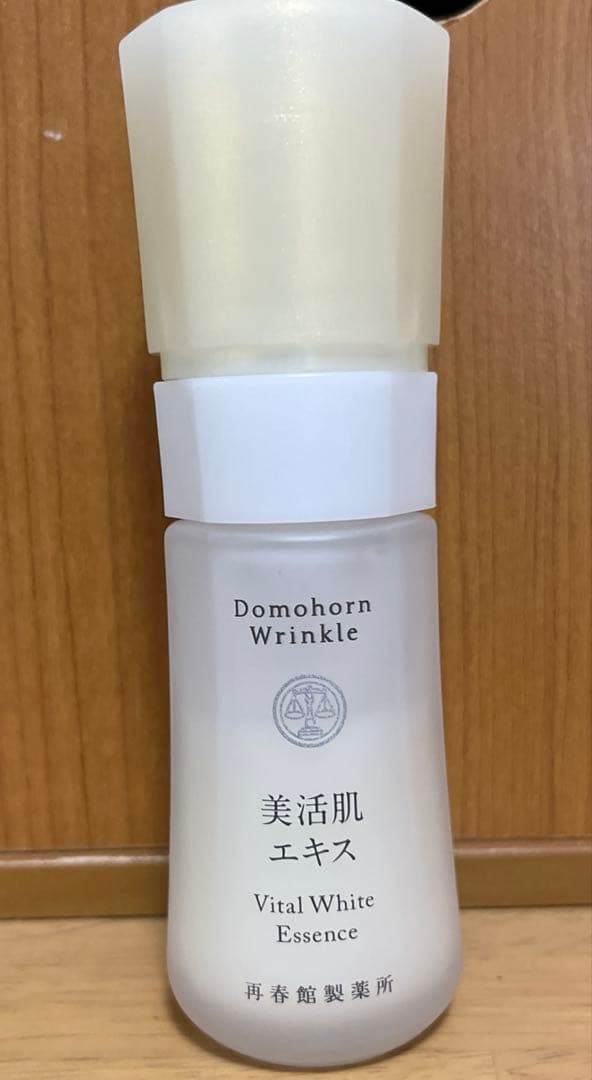 Domohorn
Wrinkle
美活肌
エキス
Vital White
Essence
再春館製薬所